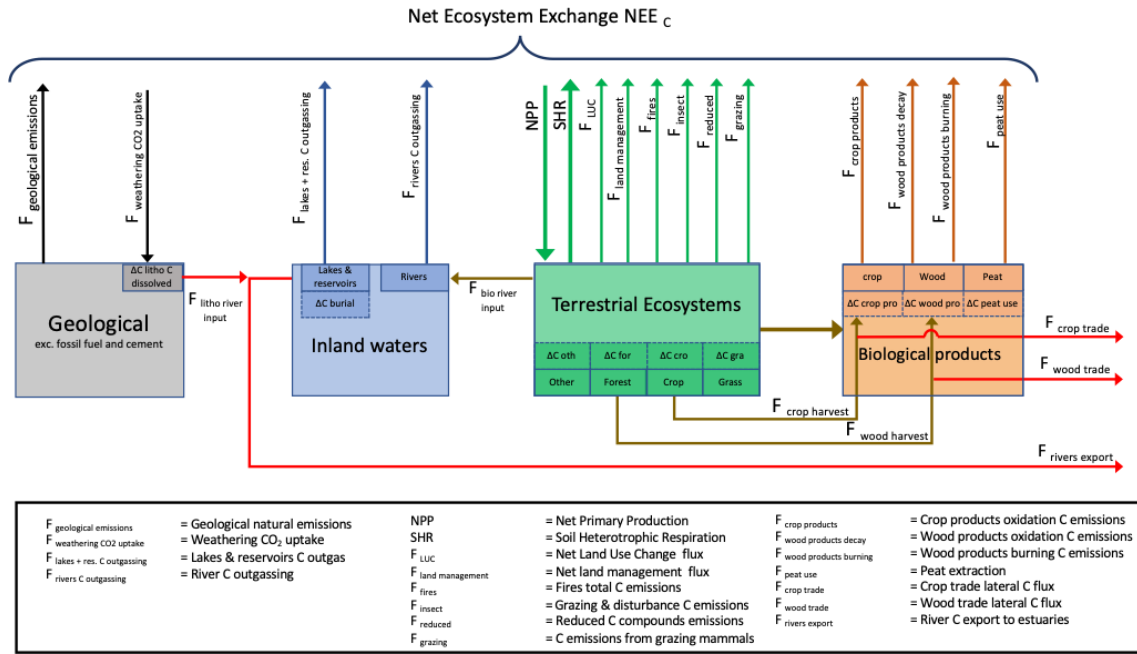 Net Ecosystem Exchange NEE C
F geological emissions
F weathering CO2 uptake
F lakes + res. C outgassing
F rivers C outgassing
NPP
SHR
F LUC
F land management
F fires
F insect
F reduced
F grazing
F crop products
F wood products decay
F wood products burning
F peat use
ΔC litho C
dissolved
Geological
exc. fossil fuel and cement
F litho river
input
Lakes &
reservoirs
Rivers
ΔC burial
Inland waters
F bio river
input
Terrestrial Ecosystems
ΔC oth
ΔC for
ΔC cro
ΔC gra
Other
Forest
Crop
Grass
crop
Wood
Peat
ΔC crop pro
ΔC wood pro
ΔC peat use
Biological products
F crop trade
F wood trade
F crop harvest
F wood harvest
F rivers export
F geological emissions = Geological natural emissions
F weathering CO2 uptake = Weathering CO₂ uptake
F lakes + res. C outgassing = Lakes & reservoirs C outgas
F rivers C outgassing = River C outgassing
NPP = Net Primary Production
SHR = Soil Heterotrophic Respiration
F LUC = Net Land Use Change flux
F land management = Net land management flux
F fires = Fires total C emissions
F insect = Grazing & disturbance C emissions
F reduced = Reduced C compounds emissions
F grazing = C emissions from grazing mammals
F crop products = Crop products oxidation C emissions
F wood products decay = Wood products oxidation C emissions
F wood products burning = Wood products burning C emissions
F peat use = Peat extraction
F crop trade = Crop trade lateral C flux
F wood trade = Wood trade lateral C flux
F rivers export = River C export to estuaries